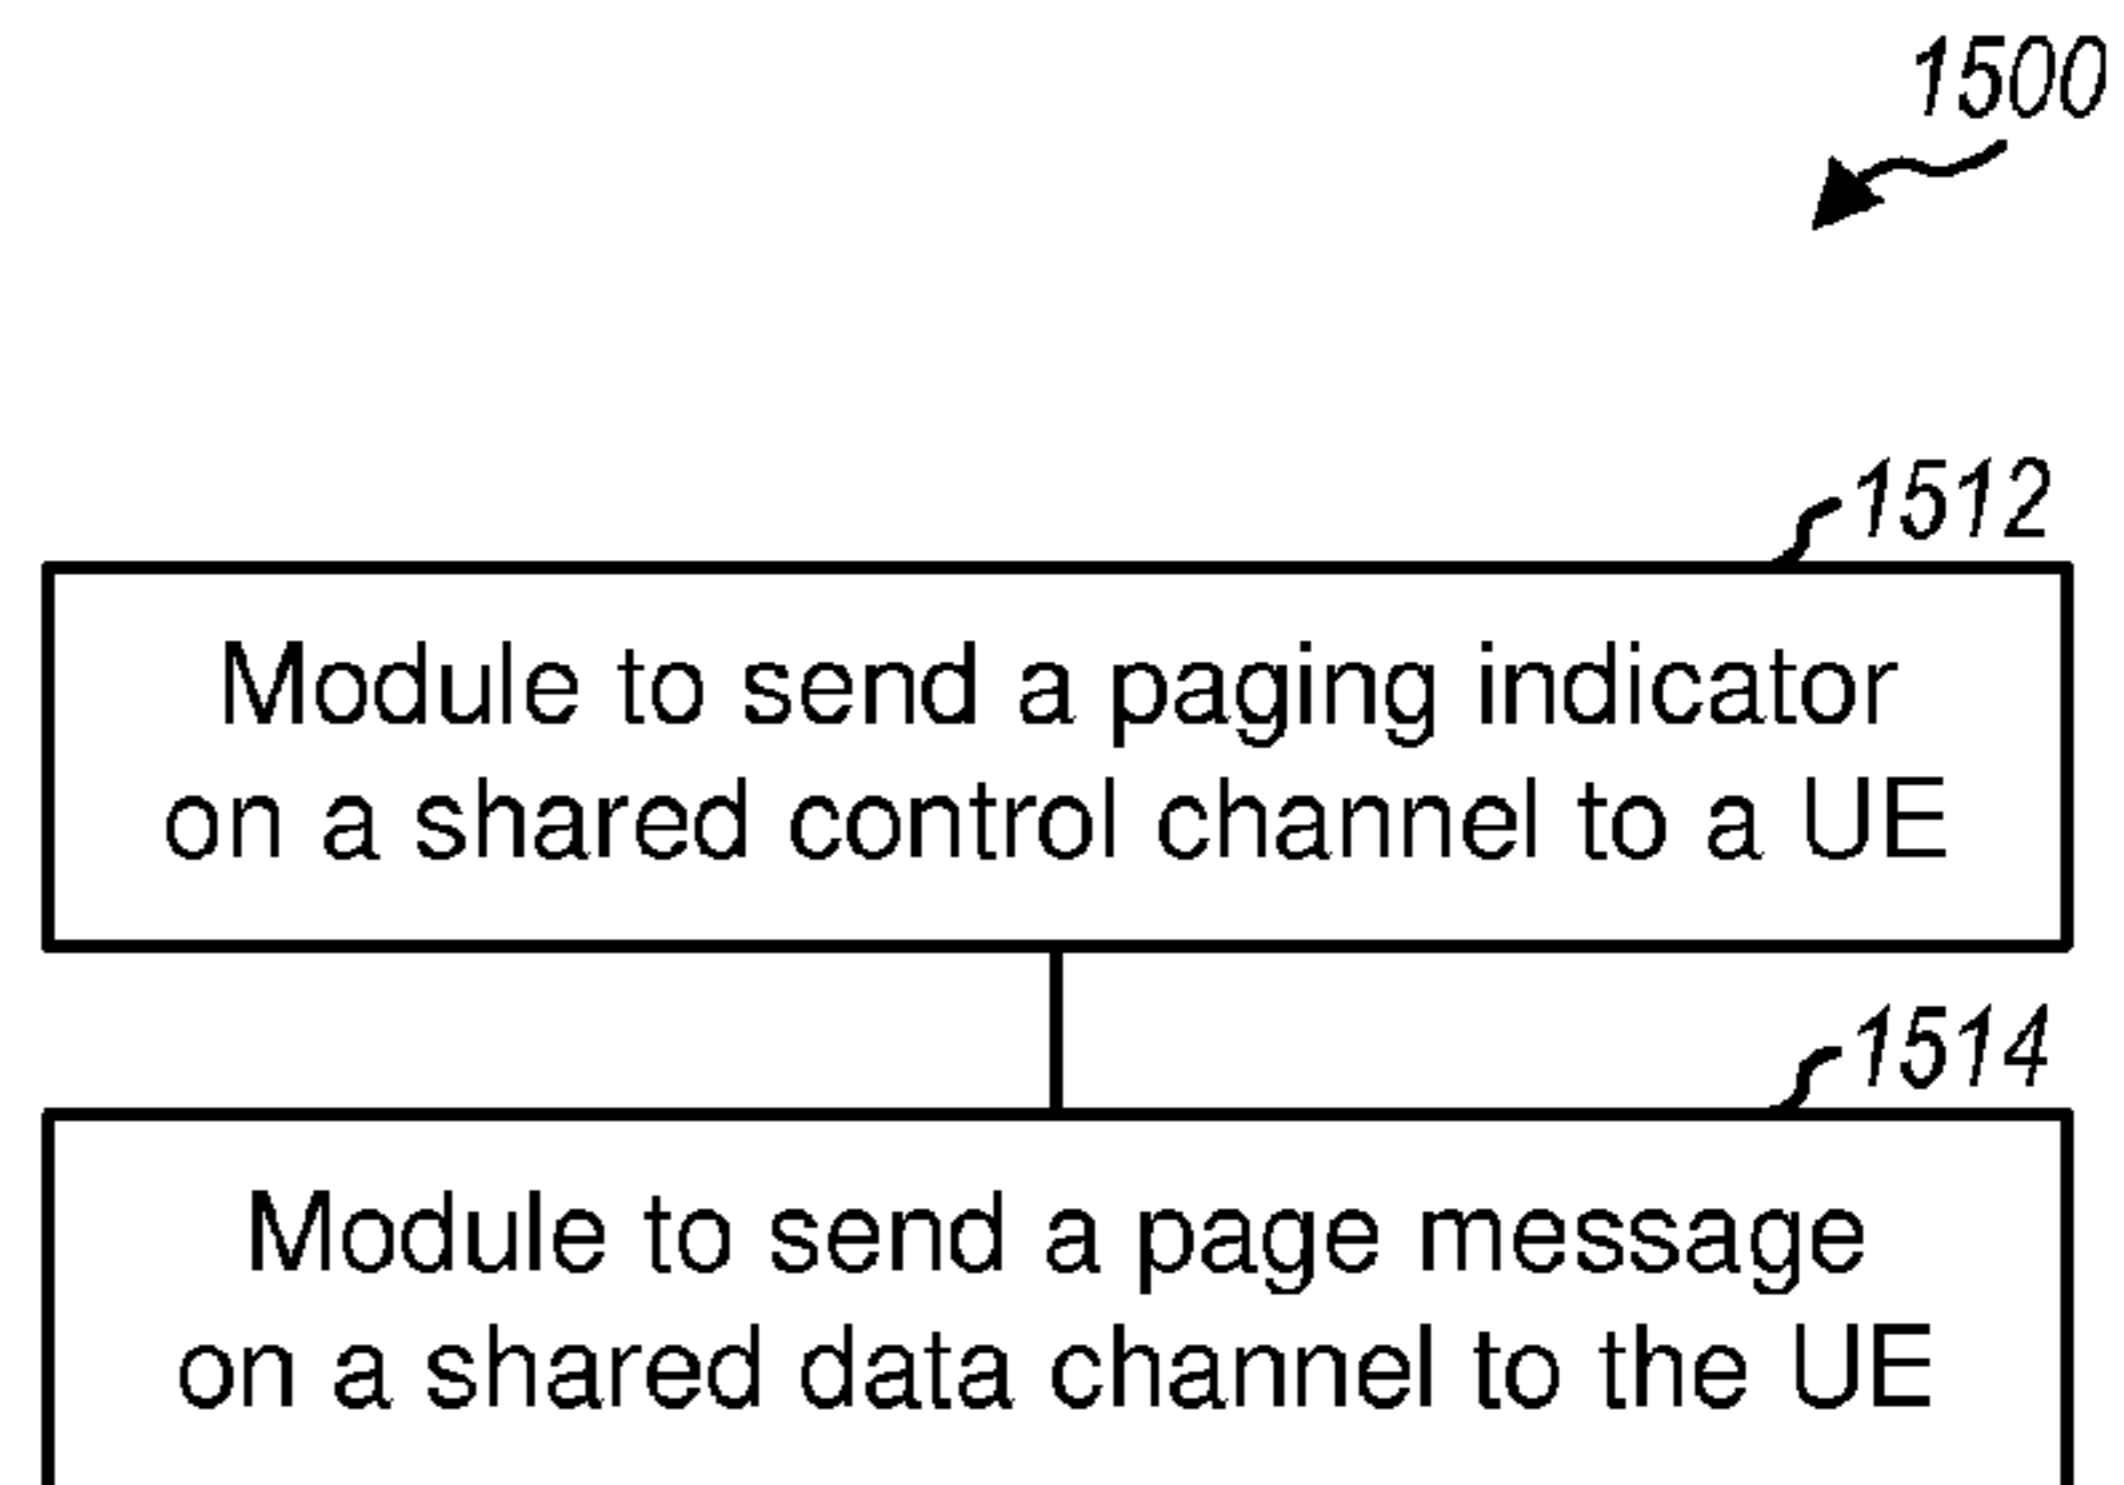 1500
1512
Module to send a paging indicator
on a shared control channel to a UE
1514
Module to send a page message
on a shared data channel to the UE